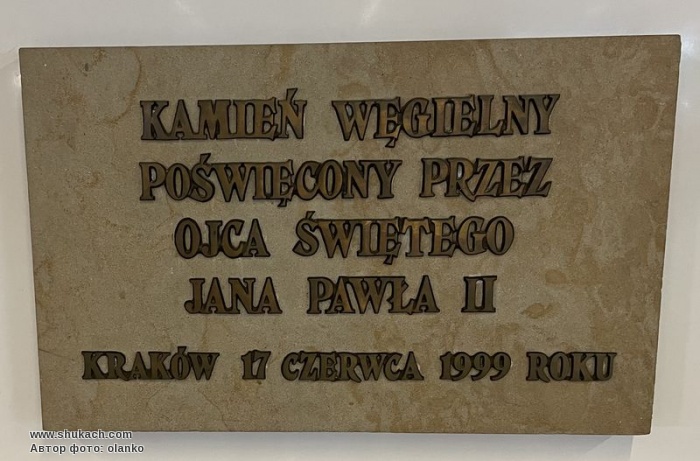 KAMIEŃ WĘGIELNY
POŚWIĘCONY PRZEZ
OJCA ŚWIĘTEGO
JANA PAWŁA II
KRAKÓW 17 CZERWCA 1999 ROKU
www.shukach.com
Автор фото: olanko